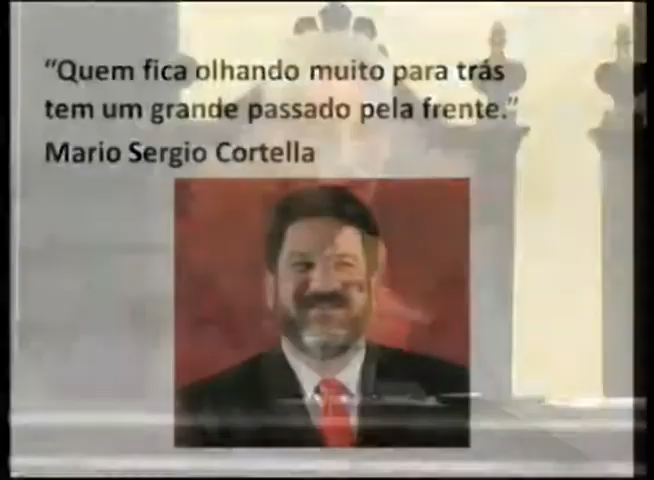 “Quem fica olhando muito para trás
tem um grande passado pela frente.”
Mario Sergio Cortella